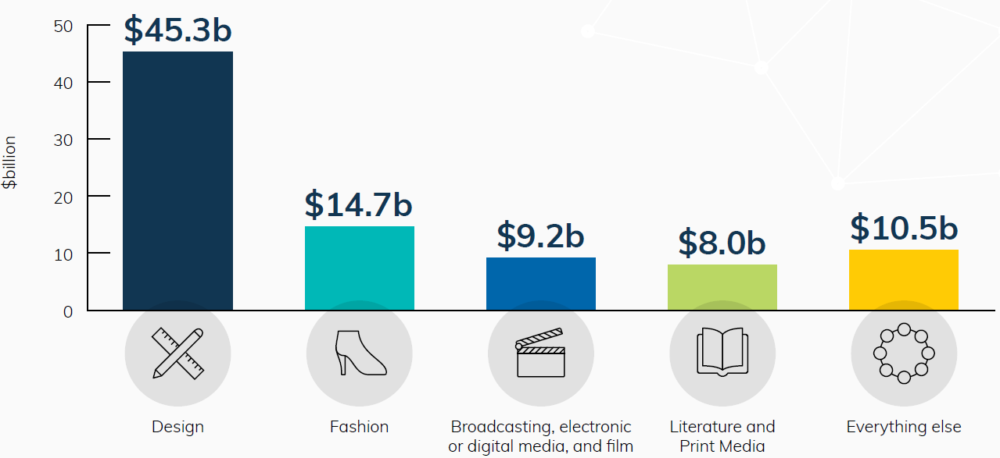 $billion
50
40
30
20
10
0
$45.3b
$14.7b
$9.2b
$8.0b
$10.5b
Design
Fashion
Broadcasting, electronic
or digital media, and film
Literature and
Print Media
Everything else